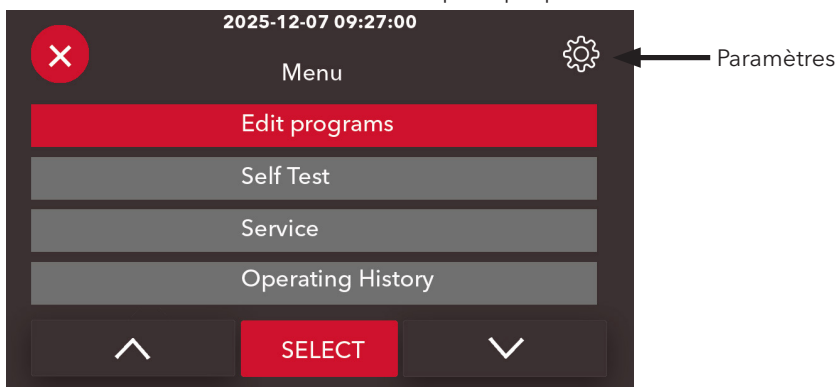 2025-12-07 09:27:00
Menu
Paramètres
Edit programs
Self Test
Service
Operating History
SELECT